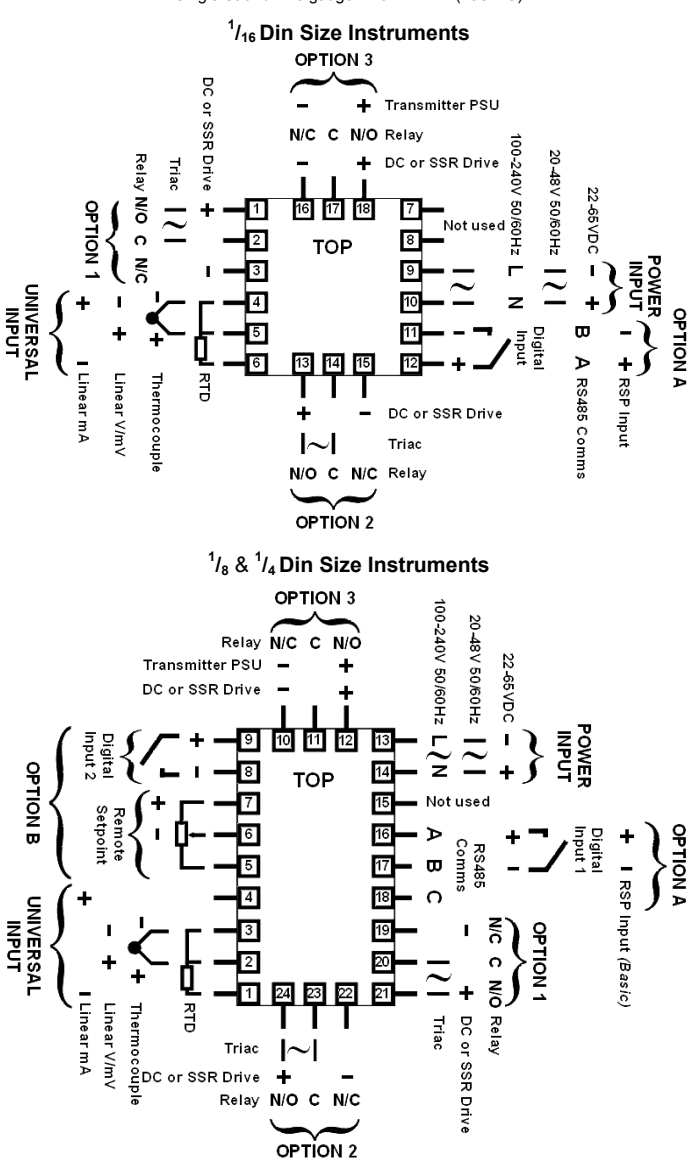 1/16 Din Size Instruments
OPTION 3
− + Transmitter PSU
N/C C N/O Relay
− + DC or SSR Drive
DC or SSR Drive
Triac
Relay N/O C N/C
OPTION 1
+ −
16 17 18
1 2 3 4 5 6
TOP
7 8 9 10 11 12
13 14 15
Not used
100-240V 50/60Hz
L N
20-48V 50/60Hz
22-65VDC
− +
POWER INPUT
Digital Input
− +
B A RS485 Comms
− + RSP Input
OPTION A
UNIVERSAL INPUT
+ − Linear mA
− + Linear V/mV
− + Thermocouple
RTD
+ − DC or SSR Drive
Triac
N/O C N/C Relay
OPTION 2
1/8 & 1/4 Din Size Instruments
OPTION 3
Relay N/C C N/O
Transmitter PSU − +
DC or SSR Drive − +
100-240V 50/60Hz
L N
20-48V 50/60Hz
22-65VDC
− +
POWER INPUT
10 11 12
9 8 7 6 5 4 3 2 1
TOP
13 14 15 16 17 18 19 20 21
24 23 22
Digital Input 2
+ −
Remote Setpoint
+ −
OPTION B
Not used
A B C
RS485 Comms
+ −
Digital Input 1
+ − RSP Input (Basic)
OPTION A
UNIVERSAL INPUT
+ − Linear mA
− + Linear V/mV
− + Thermocouple
RTD
Triac
− + DC or SSR Drive
N/C C N/O Relay
OPTION 1
Triac
DC or SSR Drive + −
Relay N/O C N/C
OPTION 2